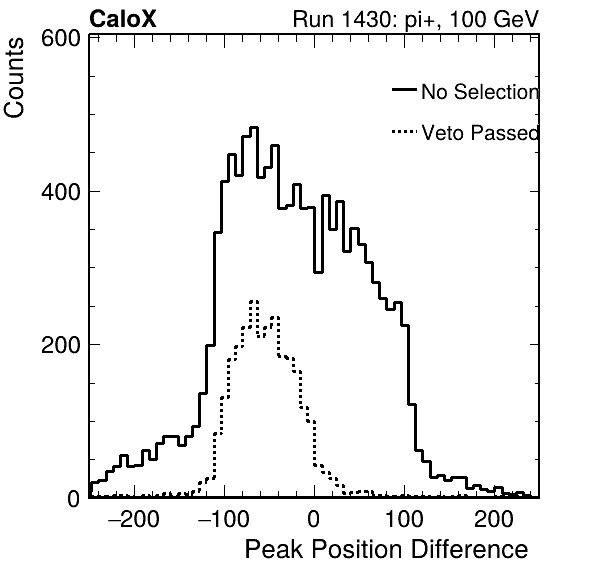 CaloX Run 1430: pi+, 100 GeV
Counts
600
400
200
0
No Selection
Veto Passed
−200 −100 0 100 200
Peak Position Difference